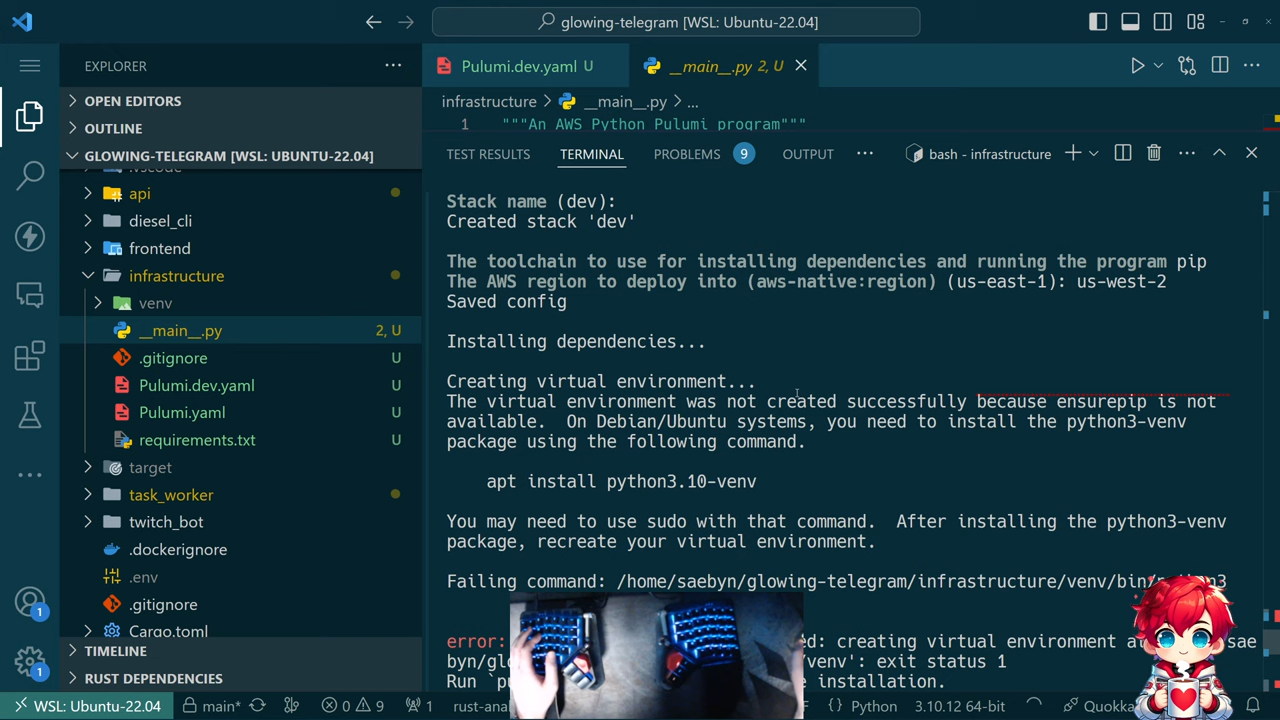 glowing-telegram [WSL: Ubuntu-22.04]
EXPLORER
OPEN EDITORS
OUTLINE
GLOWING-TELEGRAM [WSL: UBUNTU-22.04]
.vscode
api
diesel_cli
frontend
infrastructure
venv
__main__.py 2, U
.gitignore U
Pulumi.dev.yaml U
Pulumi.yaml U
requirements.txt U
target
task_worker
twitch_bot
.dockerignore
.env
.gitignore
Cargo.toml
TIMELINE
RUST DEPENDENCIES
1
1
Pulumi.dev.yaml U
__main__.py 2, U
infrastructure > __main__.py > ...
1 """An AWS Python Pulumi program"""
TEST RESULTS TERMINAL PROBLEMS 9 OUTPUT
bash - infrastructure
Stack name (dev):
Created stack 'dev'
The toolchain to use for installing dependencies and running the program pip
The AWS region to deploy into (aws-native:region) (us-east-1): us-west-2
Saved config
Installing dependencies...
Creating virtual environment...
The virtual environment was not created successfully because ensurepip is not
available.  On Debian/Ubuntu systems, you need to install the python3-venv
package using the following command.
apt install python3.10-venv
You may need to use sudo with that command.  After installing the python3-venv
package, recreate your virtual environment.
Failing command: /home/saebyn/glowing-telegram/infrastructure/venv/bin/
error: : creating virtual environment
byn/ venv': exit status 1
Run installation.
WSL: Ubuntu-22.04 main* 0 9 1 Python 3.10.12 64-bit Quokka